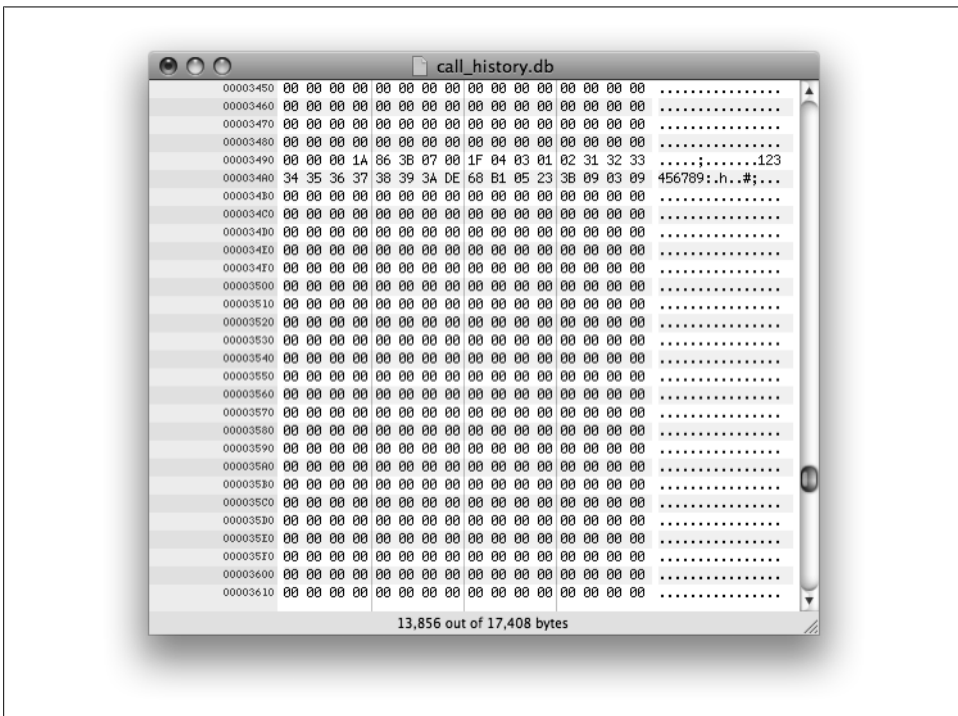 call_history.db
00003450 00 00 00 00 00 00 00 00 00 00 00 00 00 00 00 00 ................
00003460 00 00 00 00 00 00 00 00 00 00 00 00 00 00 00 00 ................
00003470 00 00 00 00 00 00 00 00 00 00 00 00 00 00 00 00 ................
00003480 00 00 00 00 00 00 00 00 00 00 00 00 00 00 00 00 ................
00003490 00 00 00 1A 86 3B 07 00 1F 04 03 01 02 31 32 33 .....;.......123
000034A0 34 35 36 37 38 39 3A DE 68 B1 05 23 3B 09 03 09 456789:.h..#;...
000034B0 00 00 00 00 00 00 00 00 00 00 00 00 00 00 00 00 ................
000034C0 00 00 00 00 00 00 00 00 00 00 00 00 00 00 00 00 ................
000034D0 00 00 00 00 00 00 00 00 00 00 00 00 00 00 00 00 ................
000034E0 00 00 00 00 00 00 00 00 00 00 00 00 00 00 00 00 ................
000034F0 00 00 00 00 00 00 00 00 00 00 00 00 00 00 00 00 ................
00003500 00 00 00 00 00 00 00 00 00 00 00 00 00 00 00 00 ................
00003510 00 00 00 00 00 00 00 00 00 00 00 00 00 00 00 00 ................
00003520 00 00 00 00 00 00 00 00 00 00 00 00 00 00 00 00 ................
00003530 00 00 00 00 00 00 00 00 00 00 00 00 00 00 00 00 ................
00003540 00 00 00 00 00 00 00 00 00 00 00 00 00 00 00 00 ................
00003550 00 00 00 00 00 00 00 00 00 00 00 00 00 00 00 00 ................
00003560 00 00 00 00 00 00 00 00 00 00 00 00 00 00 00 00 ................
00003570 00 00 00 00 00 00 00 00 00 00 00 00 00 00 00 00 ................
00003580 00 00 00 00 00 00 00 00 00 00 00 00 00 00 00 00 ................
00003590 00 00 00 00 00 00 00 00 00 00 00 00 00 00 00 00 ................
000035A0 00 00 00 00 00 00 00 00 00 00 00 00 00 00 00 00 ................
000035B0 00 00 00 00 00 00 00 00 00 00 00 00 00 00 00 00 ................
000035C0 00 00 00 00 00 00 00 00 00 00 00 00 00 00 00 00 ................
000035D0 00 00 00 00 00 00 00 00 00 00 00 00 00 00 00 00 ................
000035E0 00 00 00 00 00 00 00 00 00 00 00 00 00 00 00 00 ................
000035F0 00 00 00 00 00 00 00 00 00 00 00 00 00 00 00 00 ................
00003600 00 00 00 00 00 00 00 00 00 00 00 00 00 00 00 00 ................
00003610 00 00 00 00 00 00 00 00 00 00 00 00 00 00 00 00 ................
13,856 out of 17,408 bytes